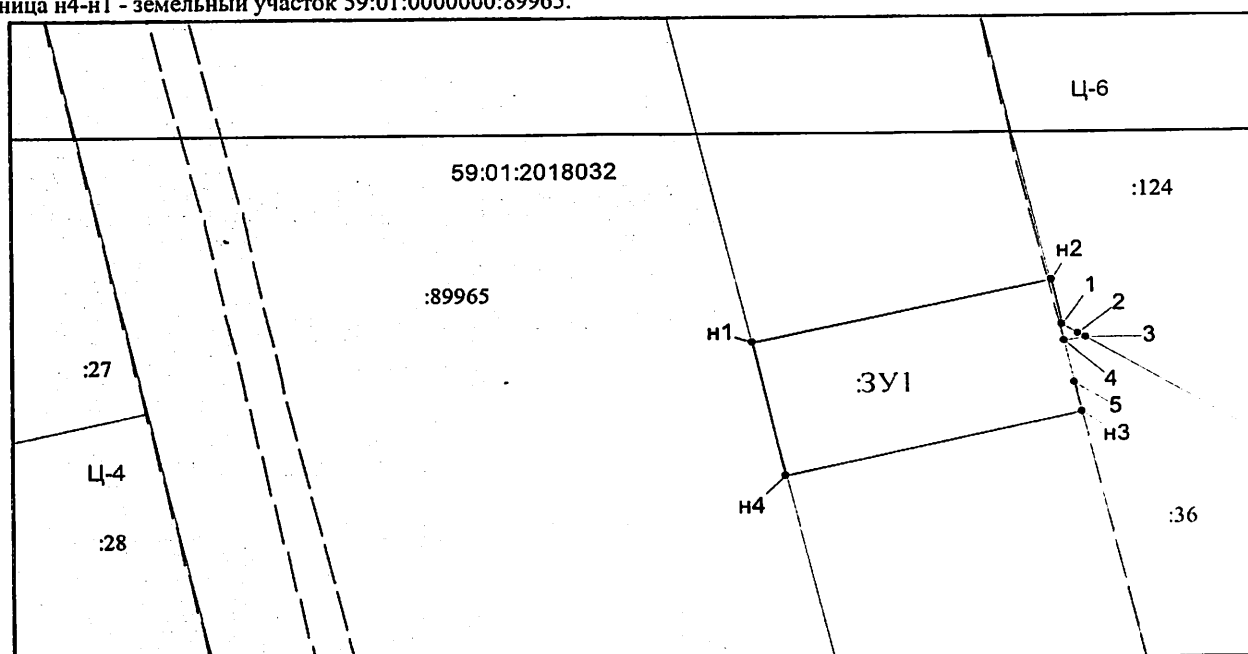 ница н4-н1 - земельный участок 59:01:0000000:89965.
Ц-6
59:01:2018032
:124
н2
:89965
1
2
н1
3
:27
:ЗУ1
4
5
н3
Ц-4
н4
:36
:28